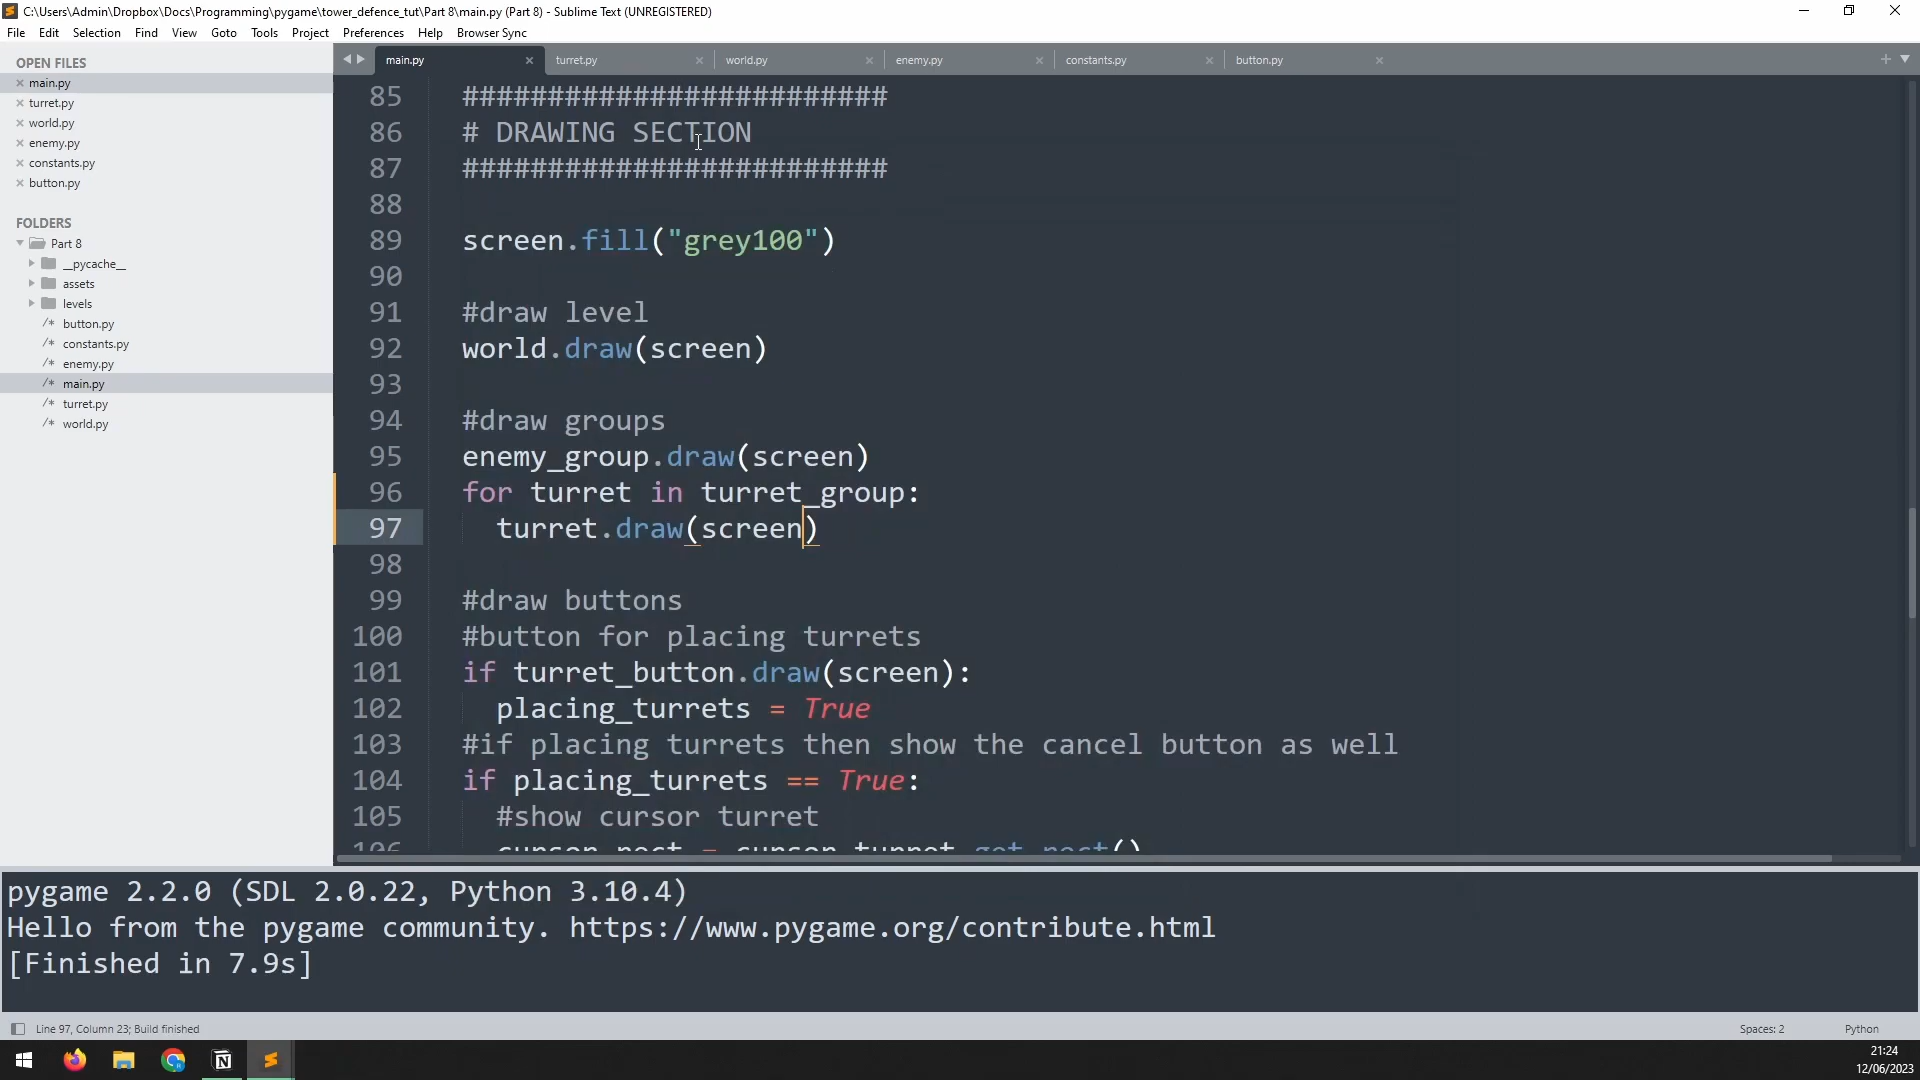 C:\Users\Admin\Dropbox\Docs\Programming\pygame\tower_defence_tut\Part 8\main.py (Part 8) - Sublime Text (UNREGISTERED)
File Edit Selection Find View Goto Tools Project Preferences Help Browser Sync
OPEN FILES
main.py
turret.py
world.py
enemy.py
constants.py
button.py
FOLDERS
Part 8
__pycache__
assets
levels
button.py
constants.py
enemy.py
main.py
turret.py
world.py
main.py turret.py world.py enemy.py constants.py button.py
85 #########################
86 # DRAWING SECTION
87 #########################
88
89 screen.fill("grey100")
90
91 #draw level
92 world.draw(screen)
93
94 #draw groups
95 enemy_group.draw(screen)
96 for turret in turret_group:
97 turret.draw(screen)
98
99 #draw buttons
100 #button for placing turrets
101 if turret_button.draw(screen):
102 placing_turrets = True
103 #if placing turrets then show the cancel button as well
104 if placing_turrets == True:
105 #show cursor turret
106 cursor_rect = cursor_turret.get_rect()
pygame 2.2.0 (SDL 2.0.22, Python 3.10.4)
Hello from the pygame community. https://www.pygame.org/contribute.html
[Finished in 7.9s]
Line 97, Column 23; Build finished
Spaces: 2 Python
21:24
12/06/2023